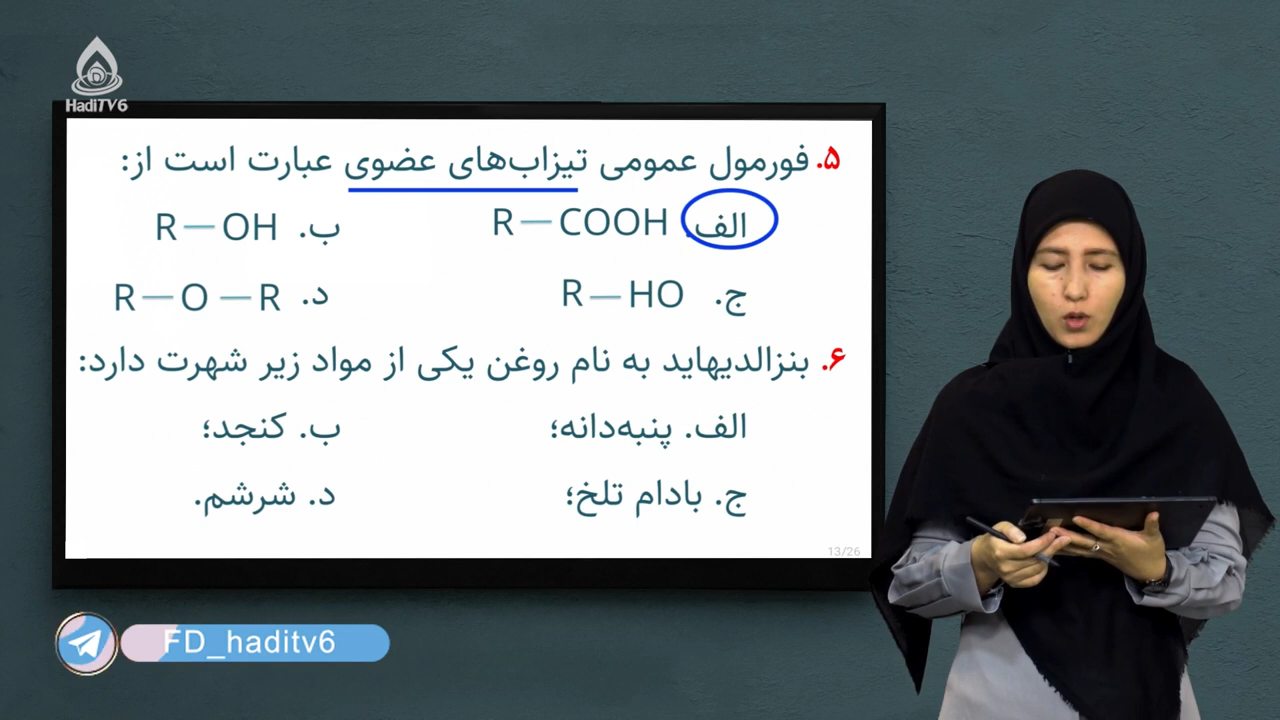 HadiTV6
۵. فورمول عمومی تیزاب‌های عضوی عبارت است از:
الف. R — COOH ب. R — OH
ج. R — HO د. R — O — R
۶. بنزالدیهاید به نام روغن یکی از مواد زیر شهرت دارد:
الف. پنبه‌دانه؛ ب. کنجد؛
ج. بادام تلخ؛ د. شرشم.
13/26
FD_haditv6